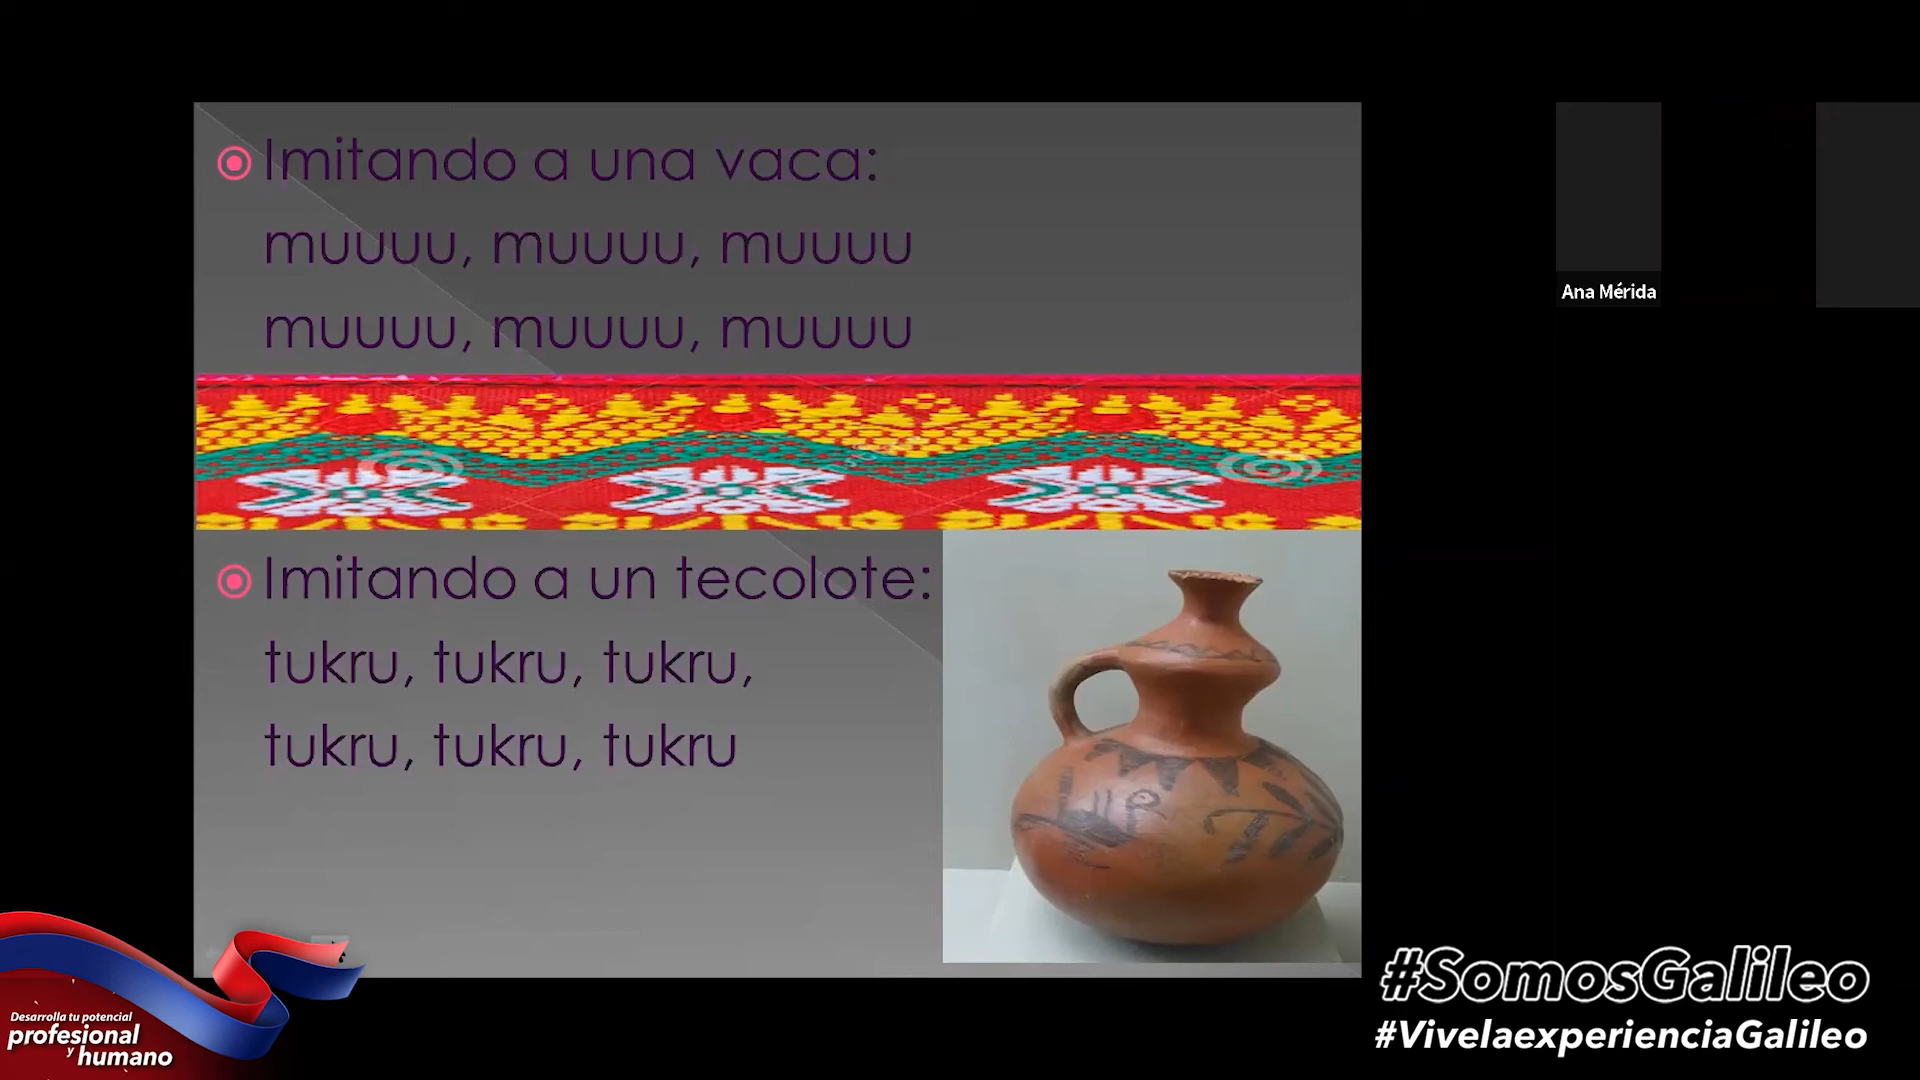 Imitando a una vaca:
muuuu, muuuu, muuuu
muuuu, muuuu, muuuu
Imitando a un tecolote:
tukru, tukru, tukru,
tukru, tukru, tukru
Ana Mérida
Desarrolla tu potencial
profesional
y humano
#SomosGalileo
#VivelaexperienciaGalileo